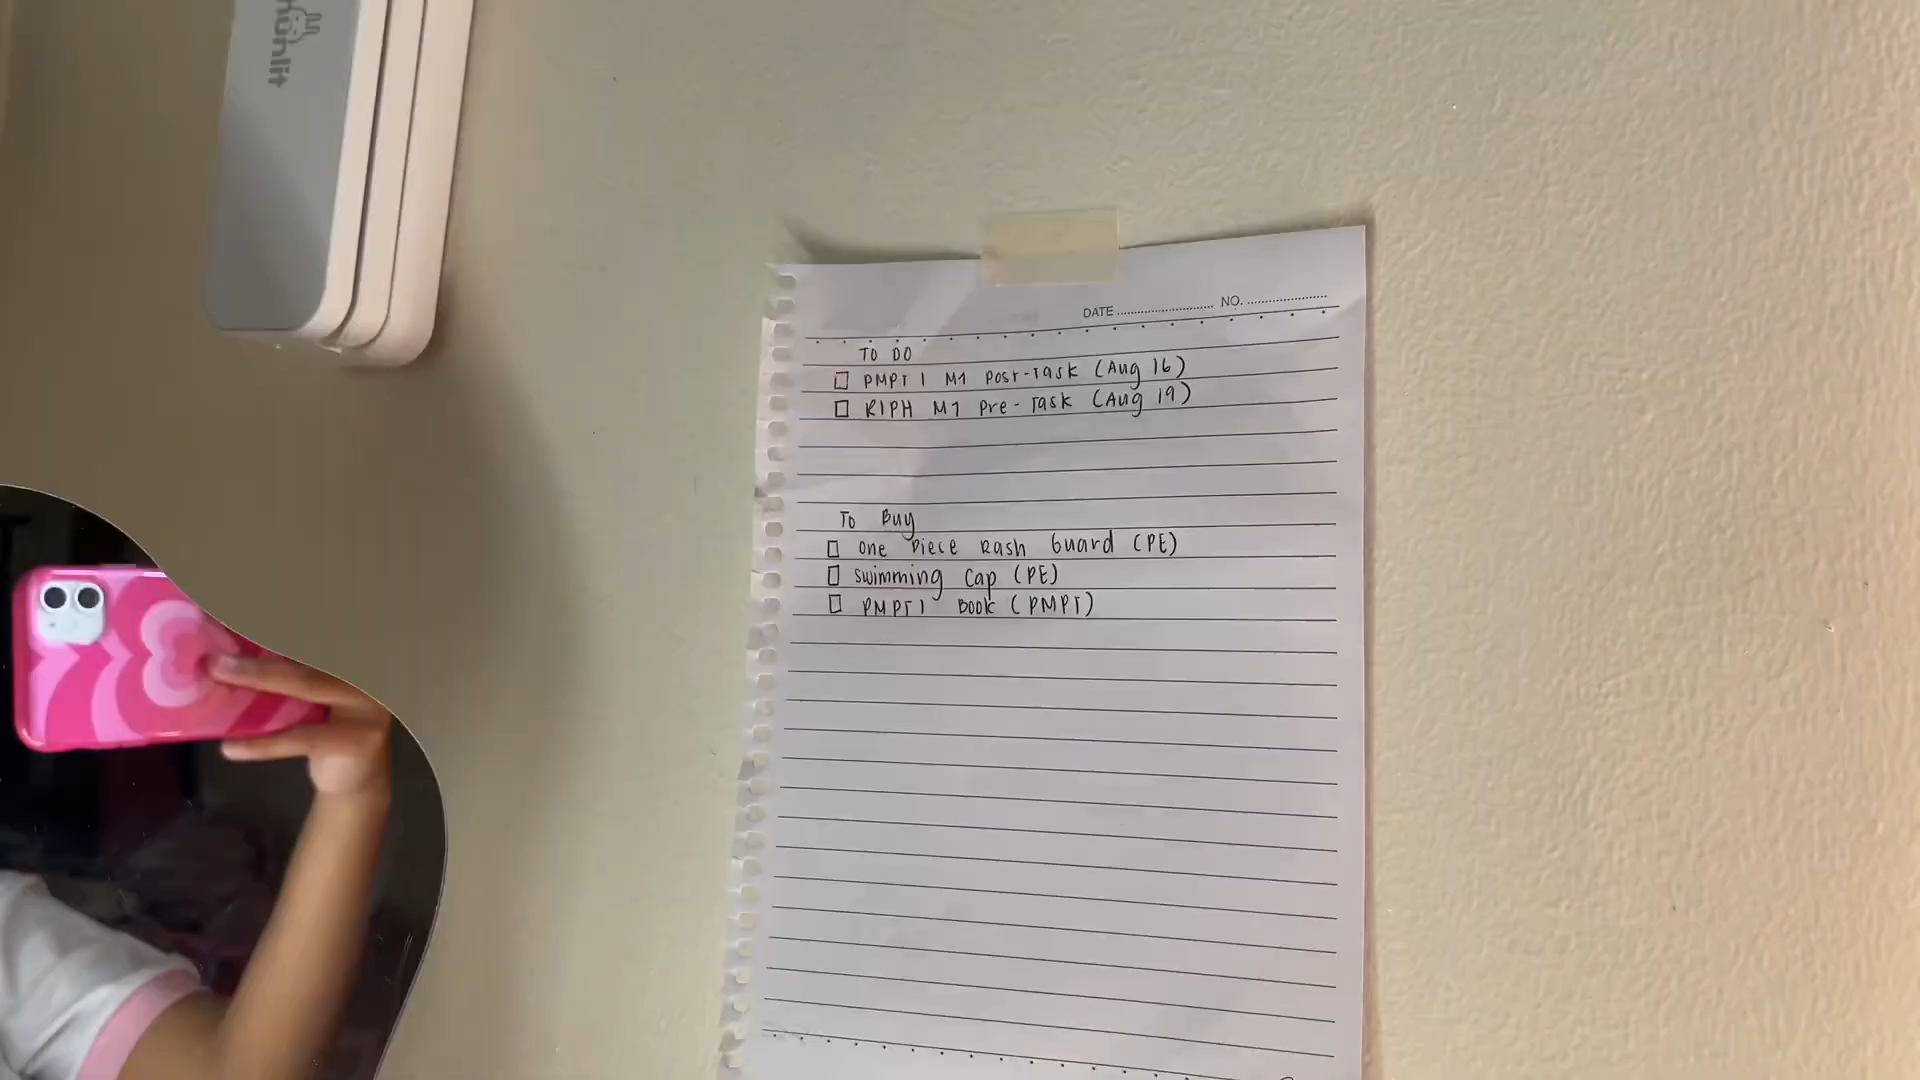 DATE ........................ NO. ....................
TO DO
☐ PMPT 1 M1 Post-Task (Aug 16)
☐ RIPH M1 Pre-Task (Aug 19)
To Buy
☐ One Piece Rash Guard (PE)
☐ Swimming Cap (PE)
☐ PMPT1 Book (PMPT)